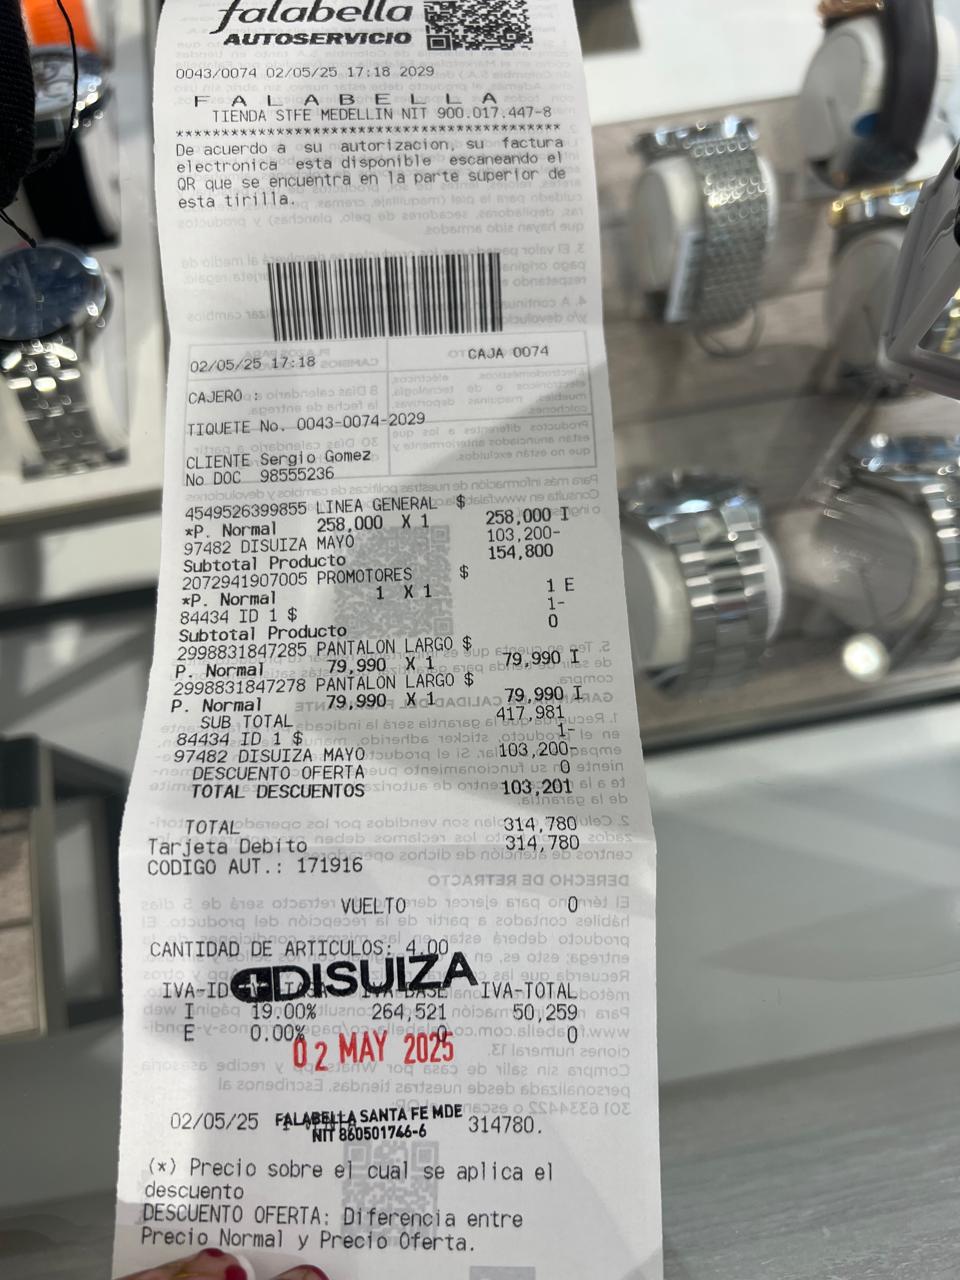 falabella
AUTOSERVICIO
0043/0074 02/05/25 17:18 2029
F A L A B E L L A
TIENDA STFE MEDELLIN NIT 900.017.447-8
****************************************************
De acuerdo a su autorizacion, su factura
electronica esta disponible escaneando el
QR que se encuentra en la parte superior de
esta tirilla.
02/05/25 17:18 CAJA 0074
CAJERO :
TIQUETE No. 0043-0074-2029
CLIENTE Sergio Gomez
No DOC 98555236
4549526399855 LINEA GENERAL $
*P. Normal 258,000 X 1 258,000 I
97482 DISUIZA MAYO 103,200-
Subtotal Producto 154,800
2072941907005 PROMOTORES $
*P. Normal 1 X 1 1 E
84434 ID 1 $ 1-
Subtotal Producto 0
2998831847285 PANTALON LARGO $
P. Normal 79,990 X 1 79,990 I
2998831847278 PANTALON LARGO $
P. Normal 79,990 X 1 79,990 I
SUB TOTAL 417,981
84434 ID 1 $ 1-
97482 DISUIZA MAYO 103,200-
DESCUENTO OFERTA 0
TOTAL DESCUENTOS 103,201
TOTAL 314,780
Tarjeta Debito 314,780
CODIGO AUT.: 171916
VUELTO 0
CANTIDAD DE ARTICULOS: 4.00
DISUIZA
IVA-ID IVA-BASE IVA-TOTAL
I 19.00% 264,521 50,259
E 0.00% 0 0
02 MAY 2025
02/05/25 314780.
FALABELLA SANTA FE MDE
NIT 860501746-6
(*) Precio sobre el cual se aplica el
descuento
DESCUENTO OFERTA: Diferencia entre
Precio Normal y Precio Oferta.